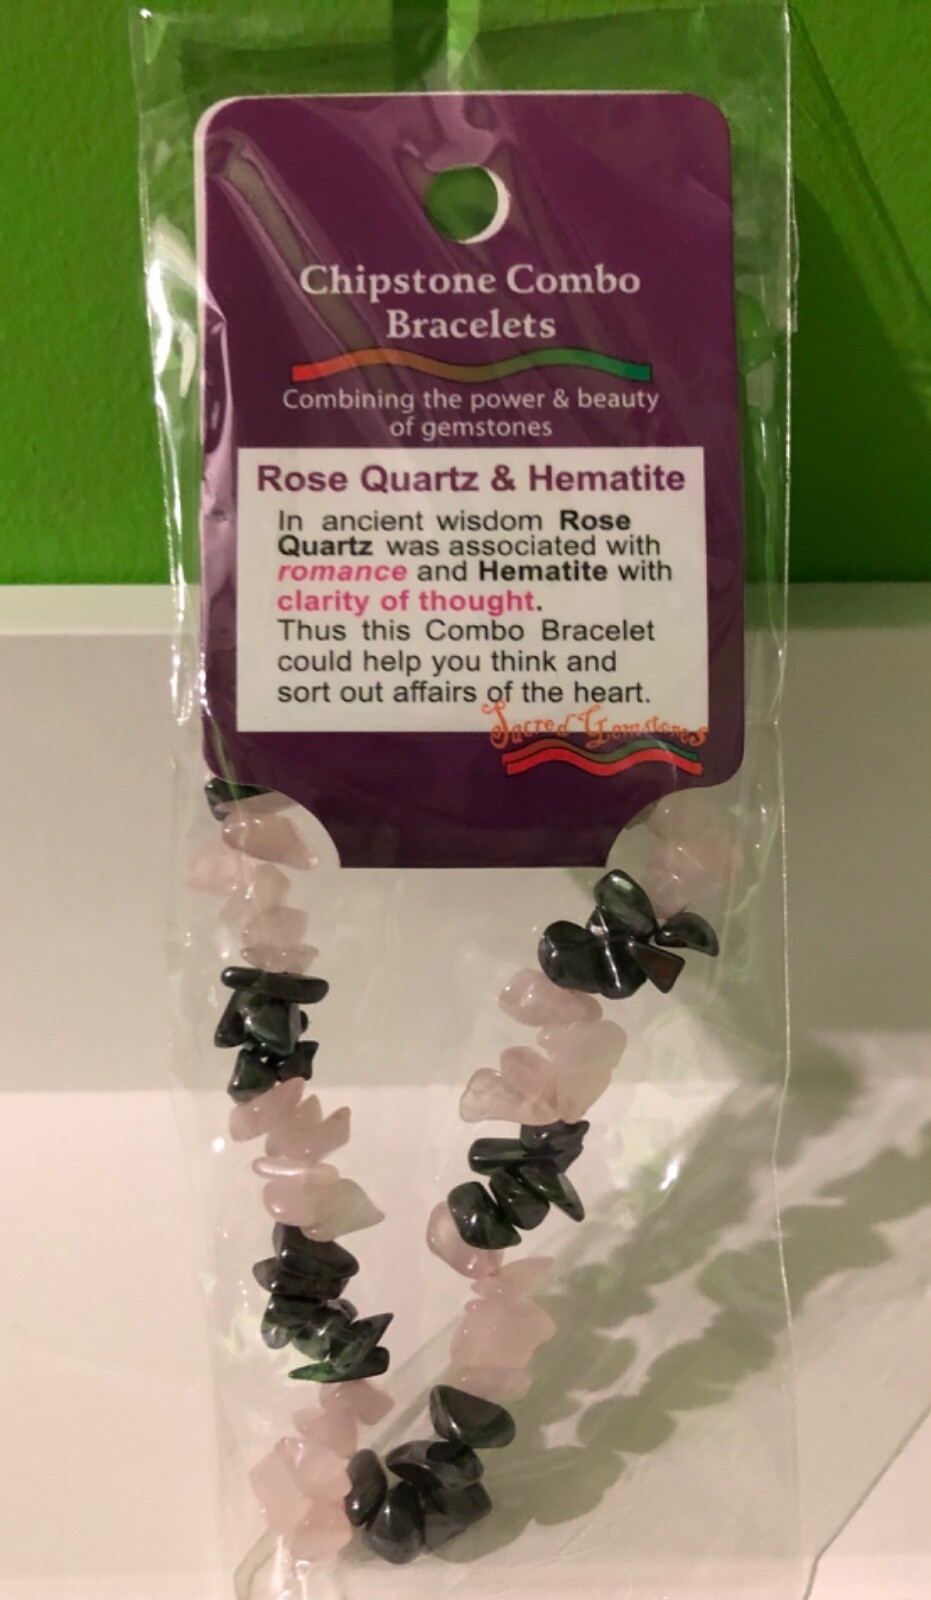 Chipstone Combo
Bracelets
Combining the power & beauty
of gemstones
Rose Quartz & Hematite
In ancient wisdom Rose
Quartz was associated with
romance and Hematite with
clarity of thought.
Thus this Combo Bracelet
could help you think and
sort out affairs of the heart.
Sacred Gemstones